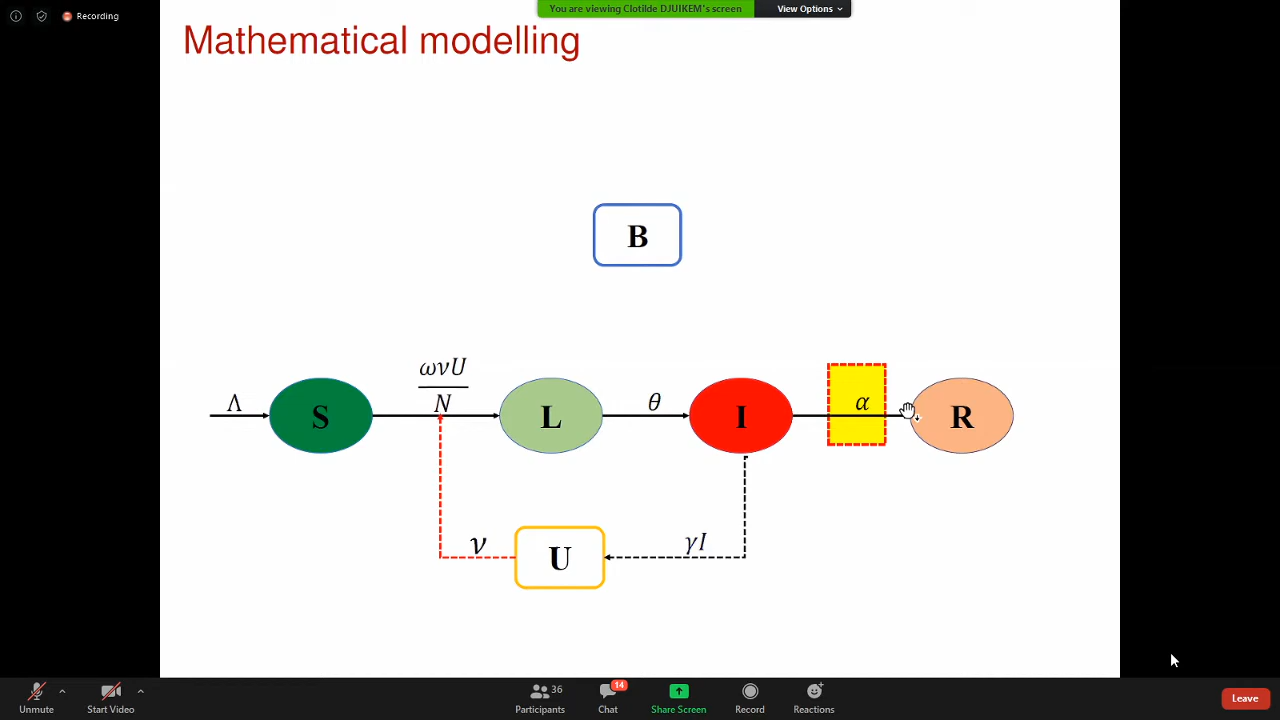 Recording
You are viewing Clotilde DJUIKEM's screen
View Options
Mathematical modelling
B
Λ
S
ωνU
N
L
θ
I
α
R
ν
U
γI
Unmute
Start Video
36
Participants
14
Chat
Share Screen
Record
Reactions
Leave